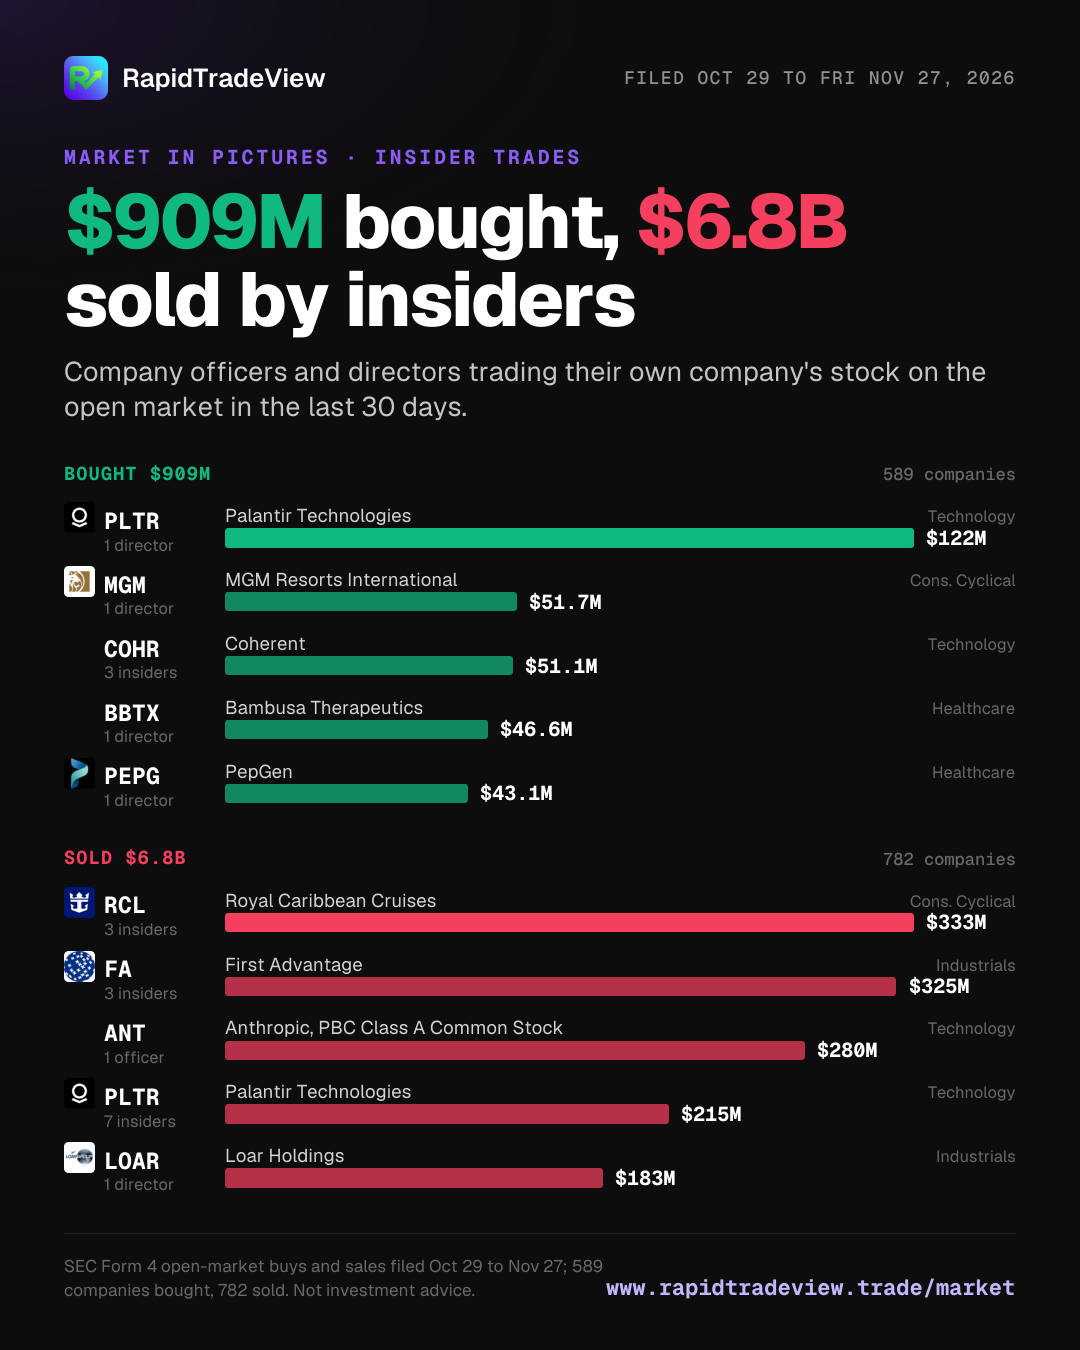 RapidTradeView
FILED OCT 29 TO FRI NOV 27, 2026
MARKET IN PICTURES · INSIDER TRADES
$909M bought, $6.8B
sold by insiders
Company officers and directors trading their own company's stock on the
open market in the last 30 days.
BOUGHT $909M
589 companies
PLTR
1 director
Palantir Technologies
Technology
$122M
MGM
1 director
MGM Resorts International
Cons. Cyclical
$51.7M
COHR
3 insiders
Coherent
Technology
$51.1M
BBTX
1 director
Bambusa Therapeutics
Healthcare
$46.6M
PEPG
1 director
PepGen
Healthcare
$43.1M
SOLD $6.8B
782 companies
RCL
3 insiders
Royal Caribbean Cruises
Cons. Cyclical
$333M
FA
3 insiders
First Advantage
Industrials
$325M
ANT
1 officer
Anthropic, PBC Class A Common Stock
Technology
$280M
PLTR
7 insiders
Palantir Technologies
Technology
$215M
LOAR
1 director
Loar Holdings
Industrials
$183M
SEC Form 4 open-market buys and sales filed Oct 29 to Nov 27; 589
companies bought, 782 sold. Not investment advice.
www.rapidtradeview.trade/market